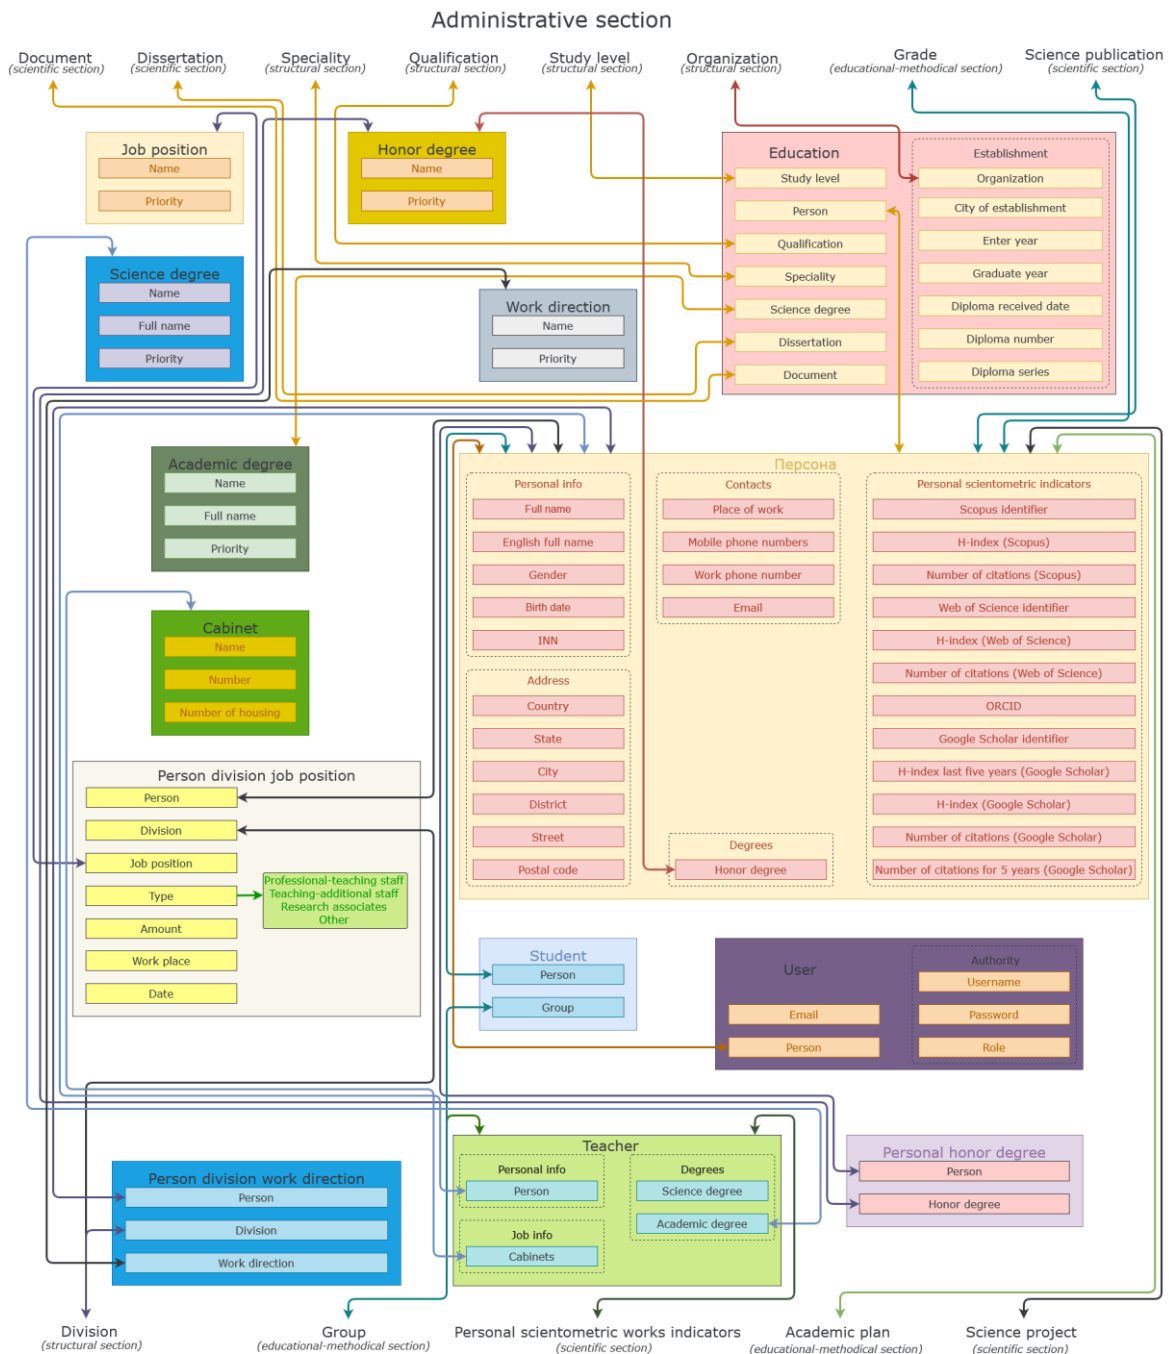 Administrative section
Document
(scientific section)
Dissertation
(scientific section)
Speciality
(structural section)
Qualification
(structural section)
Study level
(structural section)
Organization
(structural section)
Grade
(educational-methodical section)
Science publication
(scientific section)
Job position
Name
Priority
Honor degree
Name
Priority
Education
Study level
Person
Qualification
Speciality
Science degree
Dissertation
Document
Establishment
Organization
City of establishment
Enter year
Graduate year
Diploma received date
Diploma number
Diploma series
Science degree
Name
Full name
Priority
Work direction
Name
Priority
Academic degree
Name
Full name
Priority
Персона
Personal info
Full name
English full name
Gender
Birth date
INN
Contacts
Place of work
Mobile phone numbers
Work phone number
Email
Personal scientometric indicators
Scopus identifier
H-index (Scopus)
Number of citations (Scopus)
Web of Science identifier
H-index (Web of Science)
Number of citations (Web of Science)
ORCID
Google Scholar identifier
H-index last five years (Google Scholar)
H-index (Google Scholar)
Number of citations (Google Scholar)
Number of citations for 5 years (Google Scholar)
Address
Country
State
City
District
Street
Postal code
Degrees
Honor degree
Cabinet
Name
Number
Number of housing
Person division job position
Person
Division
Job position
Type
Amount
Work place
Date
Professional-teaching staff
Teaching-additional staff
Research associates
Other
Student
Person
Group
User
Email
Person
Authority
Username
Password
Role
Person division work direction
Person
Division
Work direction
Teacher
Personal info
Person
Job info
Cabinets
Degrees
Science degree
Academic degree
Personal honor degree
Person
Honor degree
Division
(structural section)
Group
(educational-methodical section)
Personal scientometric works indicators
(scientific section)
Academic plan
(educational-methodical section)
Science project
(scientific section)